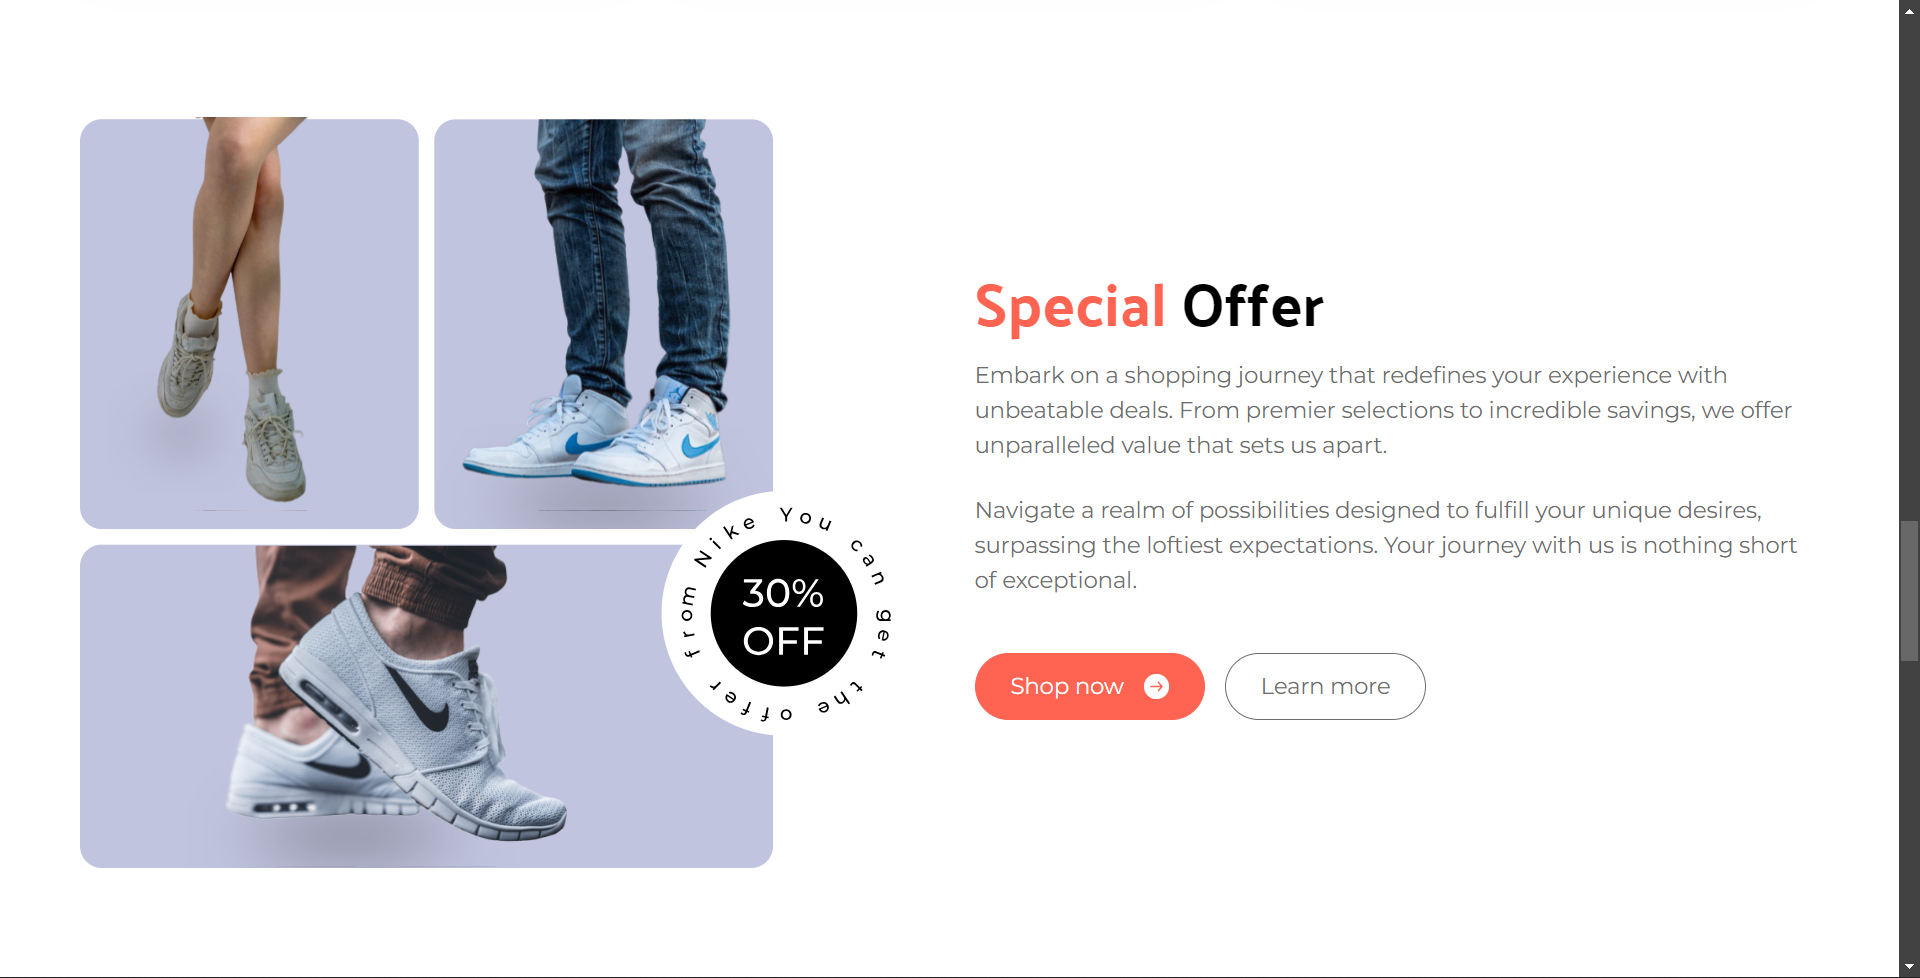 Special Offer
Embark on a shopping journey that redefines your experience with
unbeatable deals. From premier selections to incredible savings, we offer
unparalleled value that sets us apart.
Navigate a realm of possibilities designed to fulfill your unique desires,
surpassing the loftiest expectations. Your journey with us is nothing short
of exceptional.
Shop now
Learn more
You can get the offer from Nike
30%
OFF